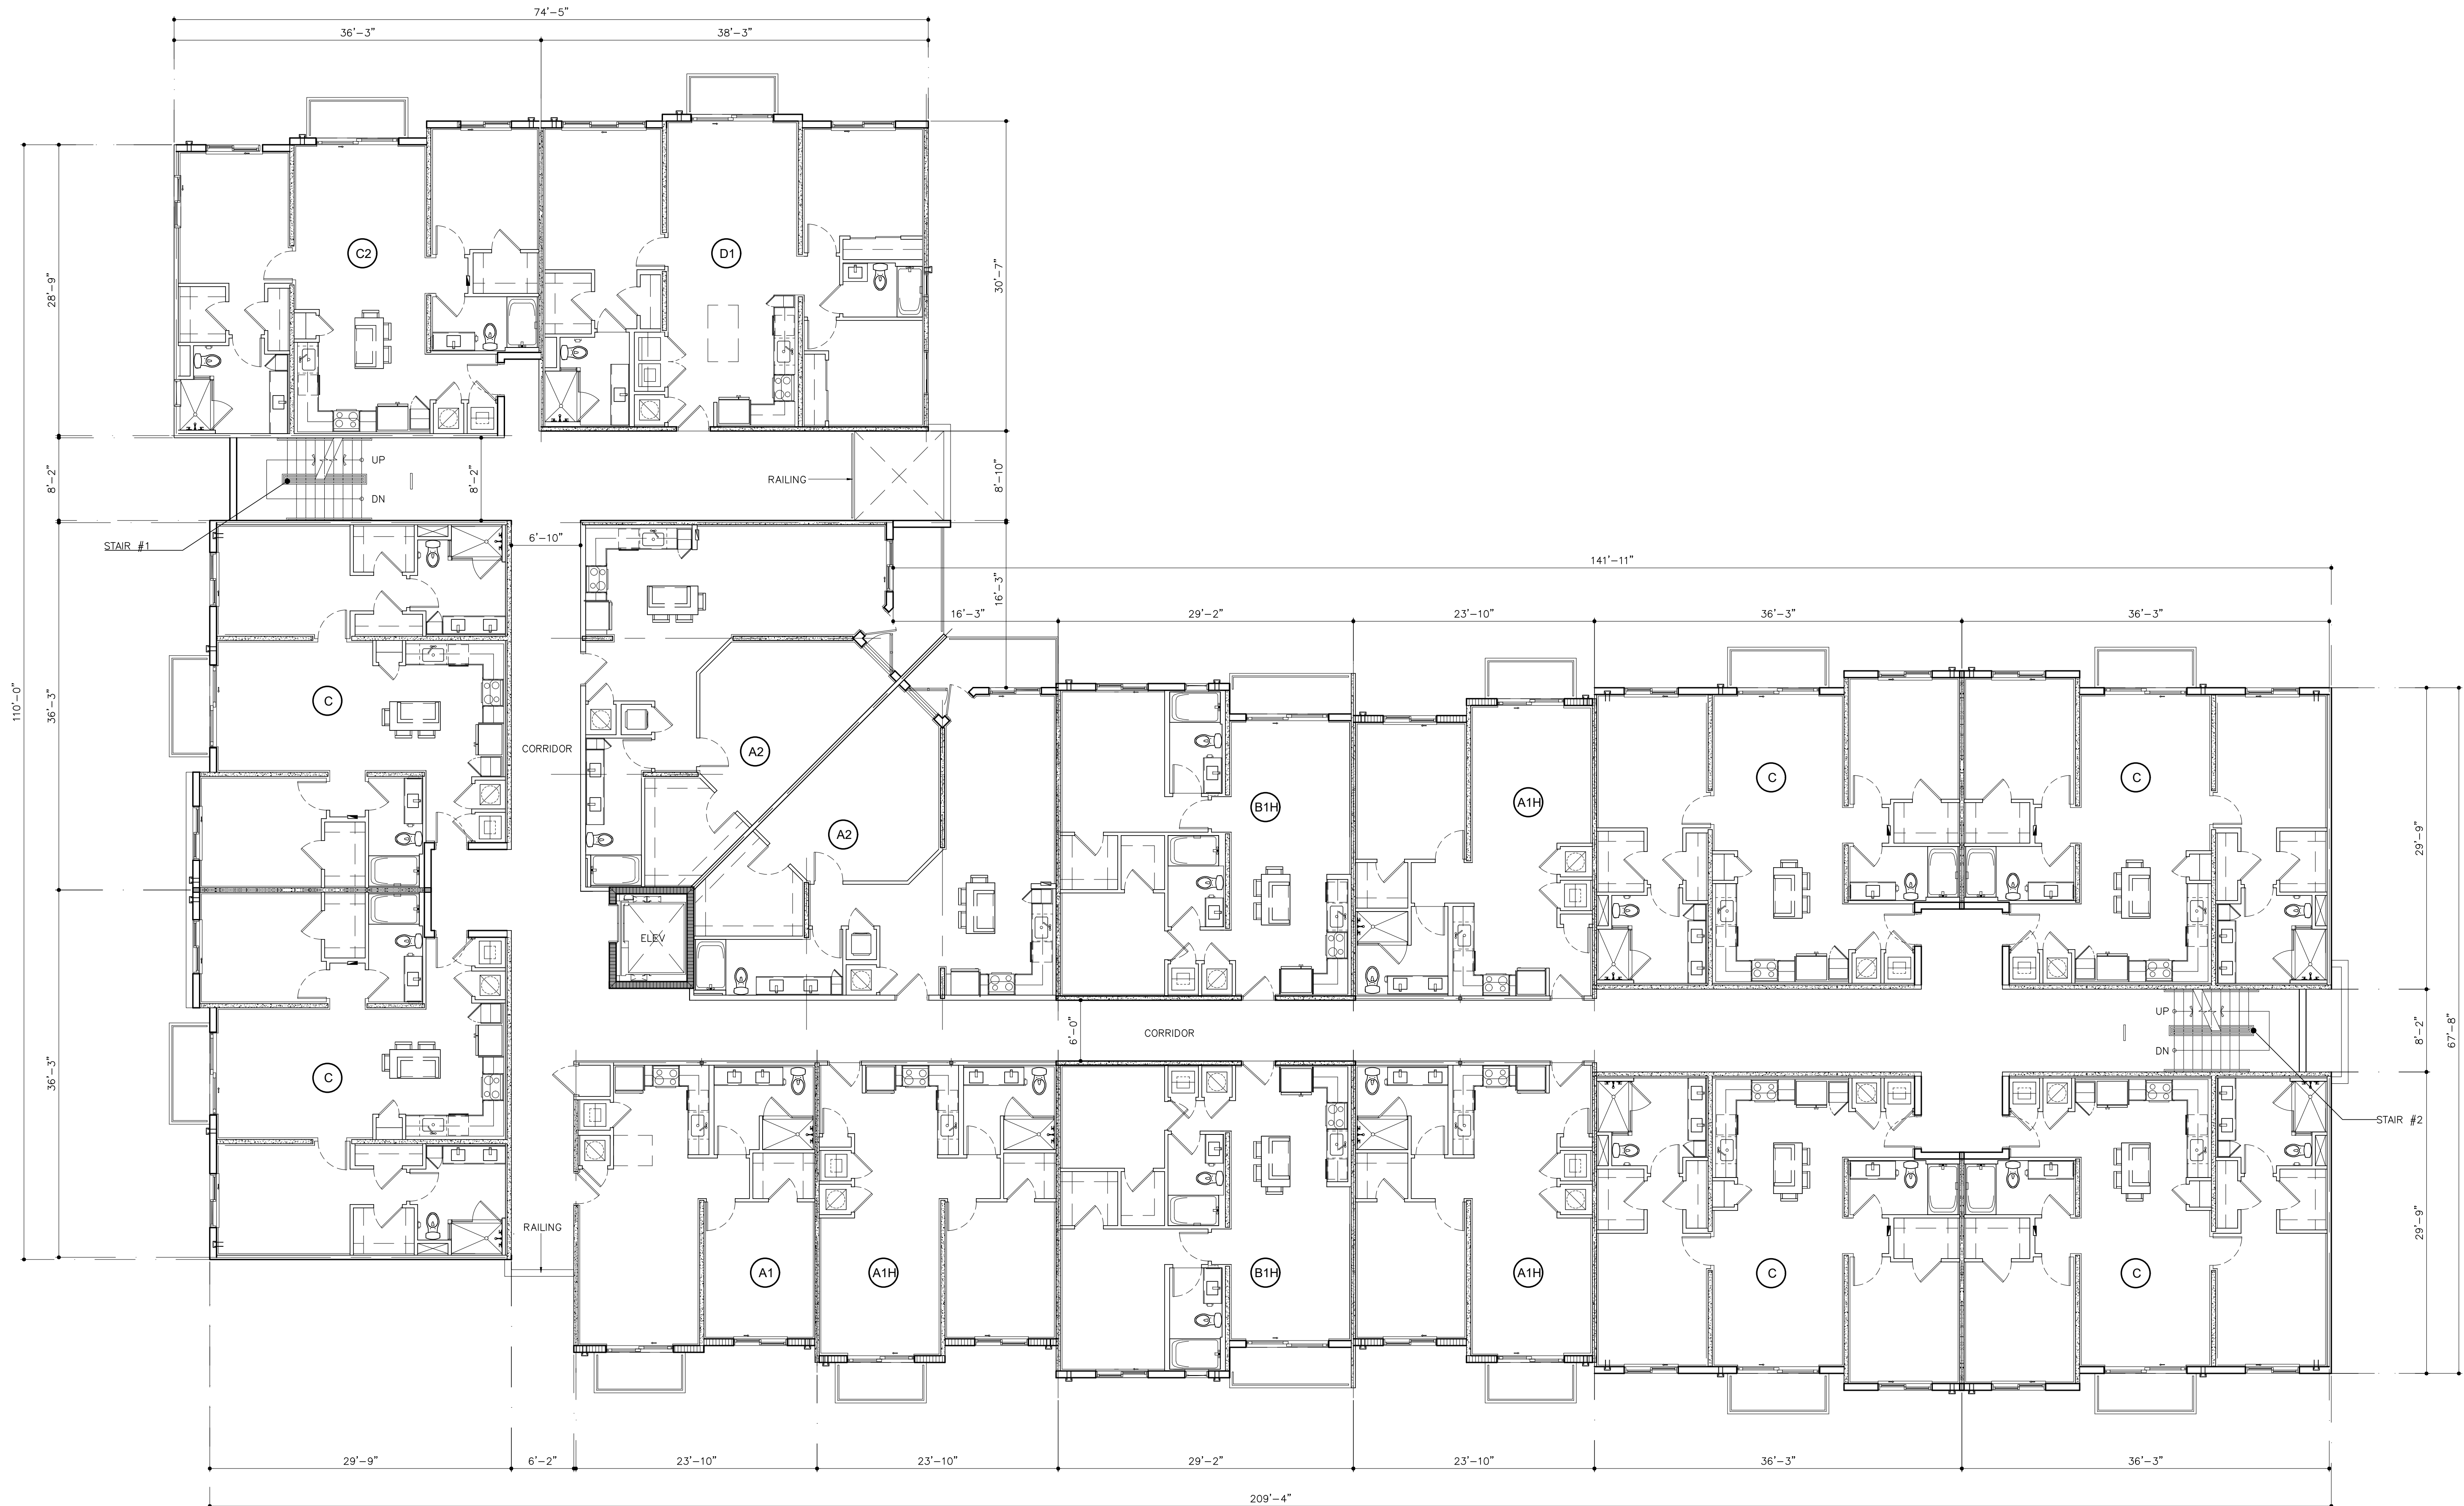 74'-5"
36'-3"
38'-3"
C2
D1
28'-9"
30'-7"
110'-0"
8'-2"
UP
DN
8'-2"
RAILING
8'-10"
STAIR #1
6'-10"
16'-3"
141'-11"
16'-3"
29'-2"
23'-10"
36'-3"
36'-3"
36'-3"
C
CORRIDOR
A2
A2
B1H
A1H
C
C
29'-9"
ELEV
6'-0"
CORRIDOR
UP
DN
8'-2"
67'-8"
36'-3"
C
STAIR #2
RAILING
A1
A1H
B1H
A1H
C
C
29'-9"
29'-9"
6'-2"
23'-10"
23'-10"
29'-2"
23'-10"
36'-3"
36'-3"
209'-4"